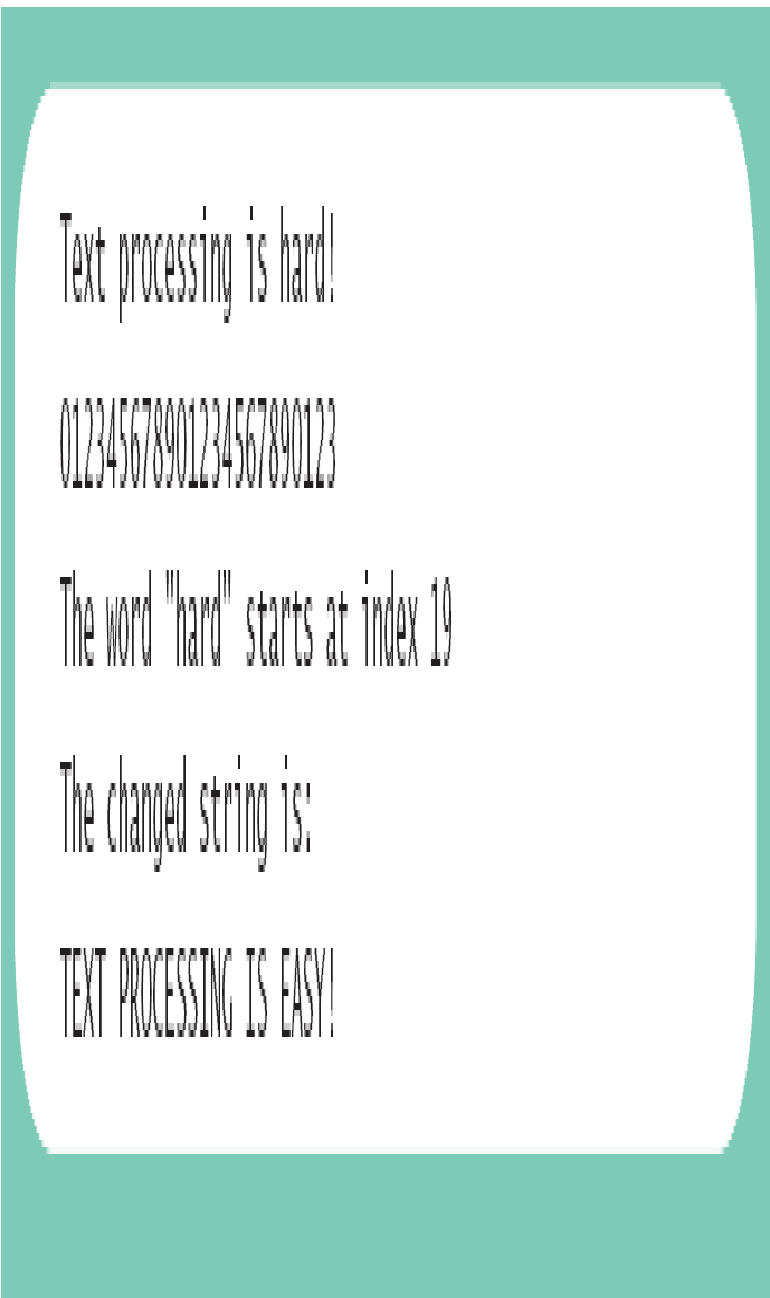 Text processing is hard!
012345678901234567890123
The word "hard" starts at index 19
The changed string is:
TEXT PROCESSING IS EASY!